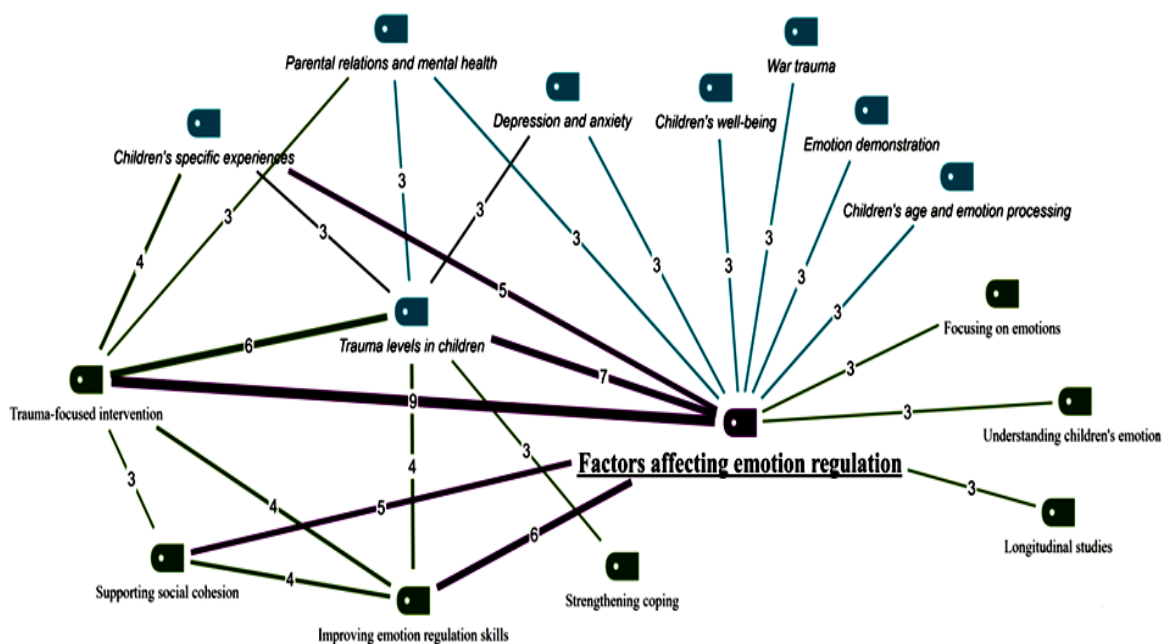 Parental relations and mental health
War trauma
Depression and anxiety
Children's well-being
Emotion demonstration
Children's specific experiences
Children's age and emotion processing
3
3
3
4
3
3
3
3
3
3
3
5
Focusing on emotions
6
Trauma levels in children
7
3
Trauma-focused intervention
9
3
Understanding children's emotion
Factors affecting emotion regulation
3
4
3
3
4
5
6
Longitudinal studies
4
Supporting social cohesion
Strengthening coping
Improving emotion regulation skills